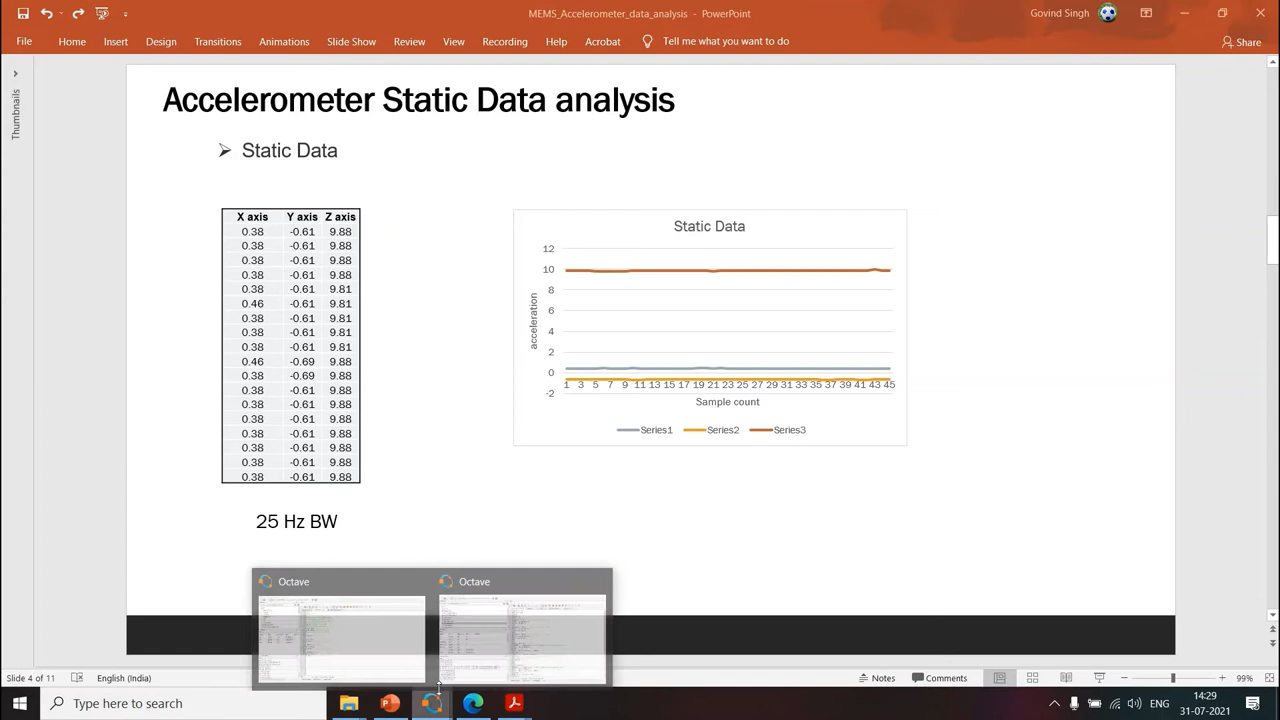 MEMS_Accelerometer_data_analysis - PowerPoint
Govind Singh
File Home Insert Design Transitions Animations Slide Show Review View Recording Help Acrobat Tell me what you want to do Share
Thumbnails
Accelerometer Static Data analysis
Static Data
X axis Y axis Z axis
0.38 -0.61 9.88
0.38 -0.61 9.88
0.38 -0.61 9.88
0.38 -0.61 9.88
0.38 -0.61 9.81
0.46 -0.61 9.81
0.38 -0.61 9.81
0.38 -0.61 9.81
0.38 -0.61 9.81
0.46 -0.69 9.88
0.38 -0.69 9.88
0.38 -0.61 9.88
0.38 -0.61 9.88
0.38 -0.61 9.88
0.38 -0.61 9.88
0.38 -0.61 9.88
0.38 -0.61 9.88
0.38 -0.61 9.88
25 Hz BW
Static Data
12
10
8
6
4
2
0
-2
acceleration
1 3 5 7 9 11 13 15 17 19 21 23 25 27 29 31 33 35 37 39 41 43 45
Sample count
Series1 Series2 Series3
Octave Octave
Slide 4 of 11 English (India) Notes Comments 99%
Type here to search
ENG
14:29
31-07-2021